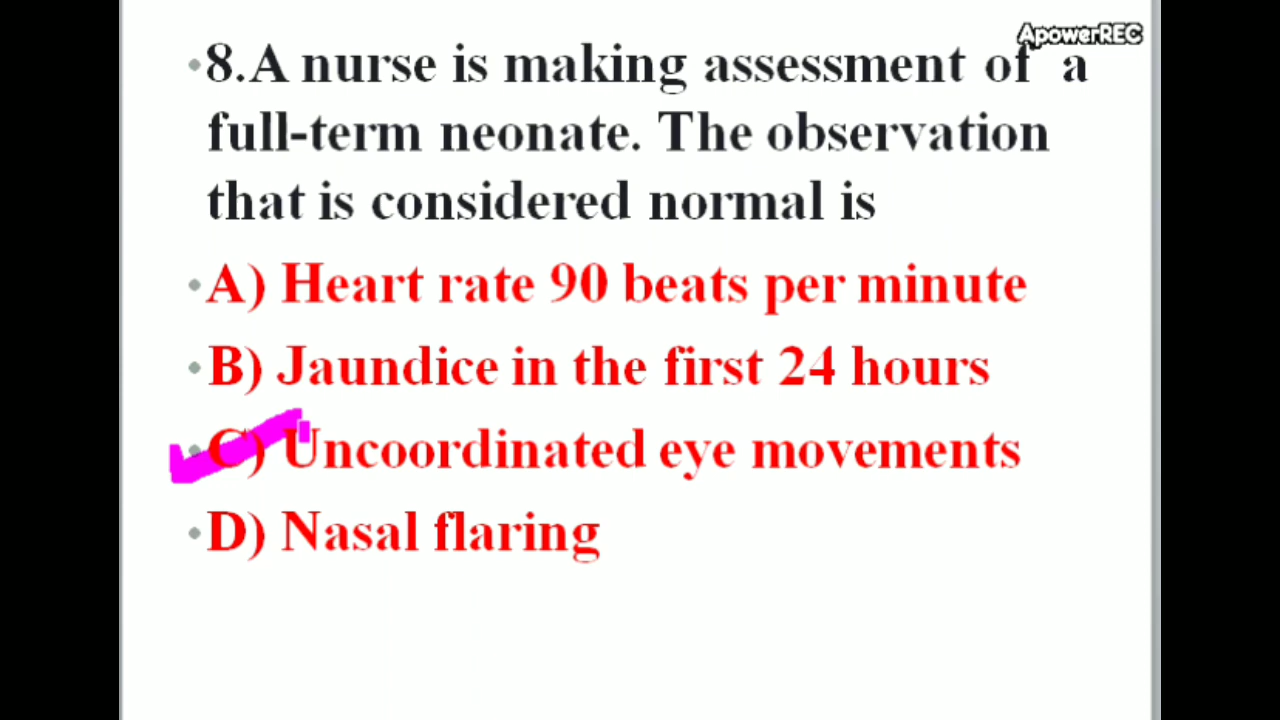 ApowerREC
•8.A nurse is making assessment of a
full-term neonate. The observation
that is considered normal is
•A) Heart rate 90 beats per minute
•B) Jaundice in the first 24 hours
•C) Uncoordinated eye movements
•D) Nasal flaring